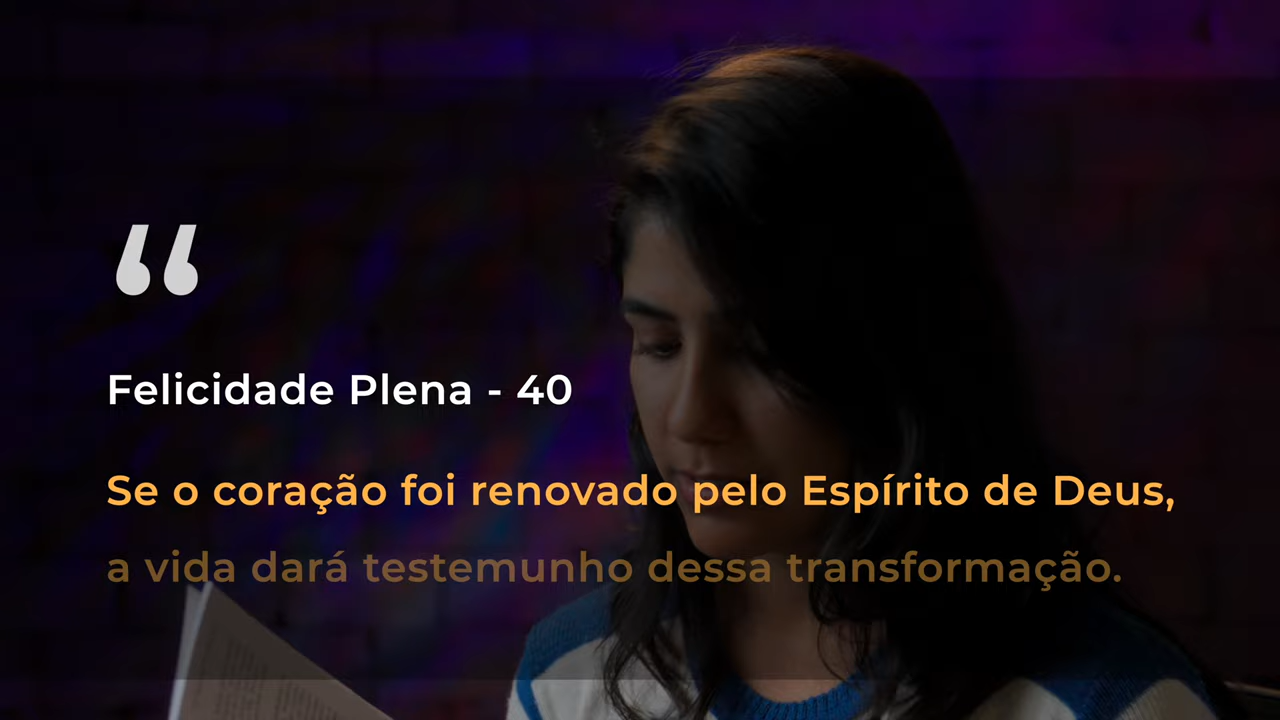 “
Felicidade Plena - 40
Se o coração foi renovado pelo Espírito de Deus,
a vida dará testemunho dessa transformação.